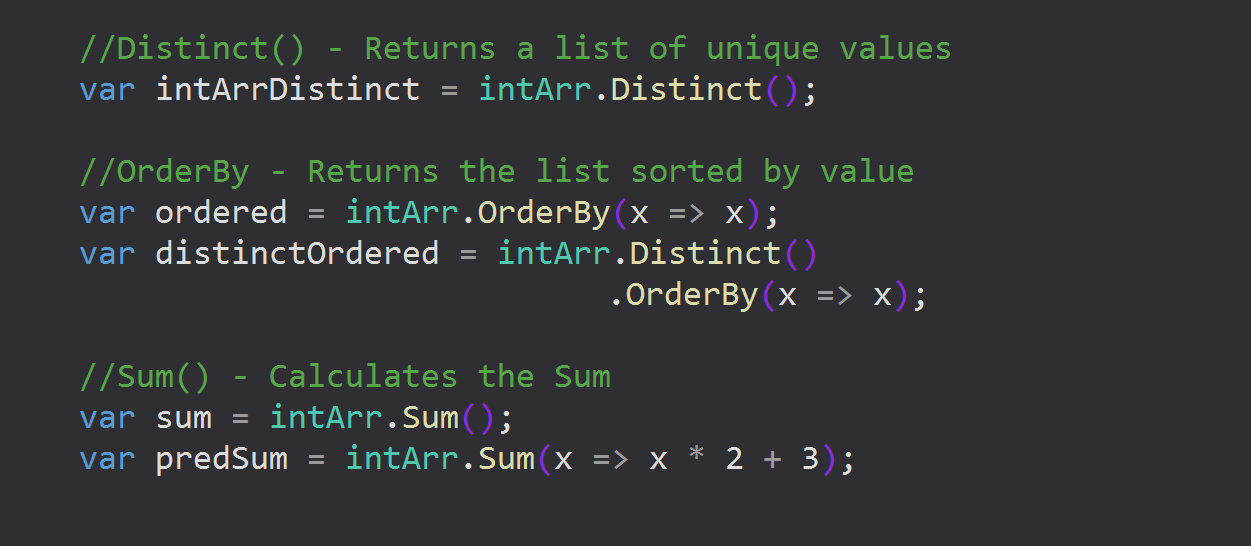 //Distinct() - Returns a list of unique values
var intArrDistinct = intArr.Distinct();
//OrderBy - Returns the list sorted by value
var ordered = intArr.OrderBy(x => x);
var distinctOrdered = intArr.Distinct()
.OrderBy(x => x);
//Sum() - Calculates the Sum
var sum = intArr.Sum();
var predSum = intArr.Sum(x => x * 2 + 3);